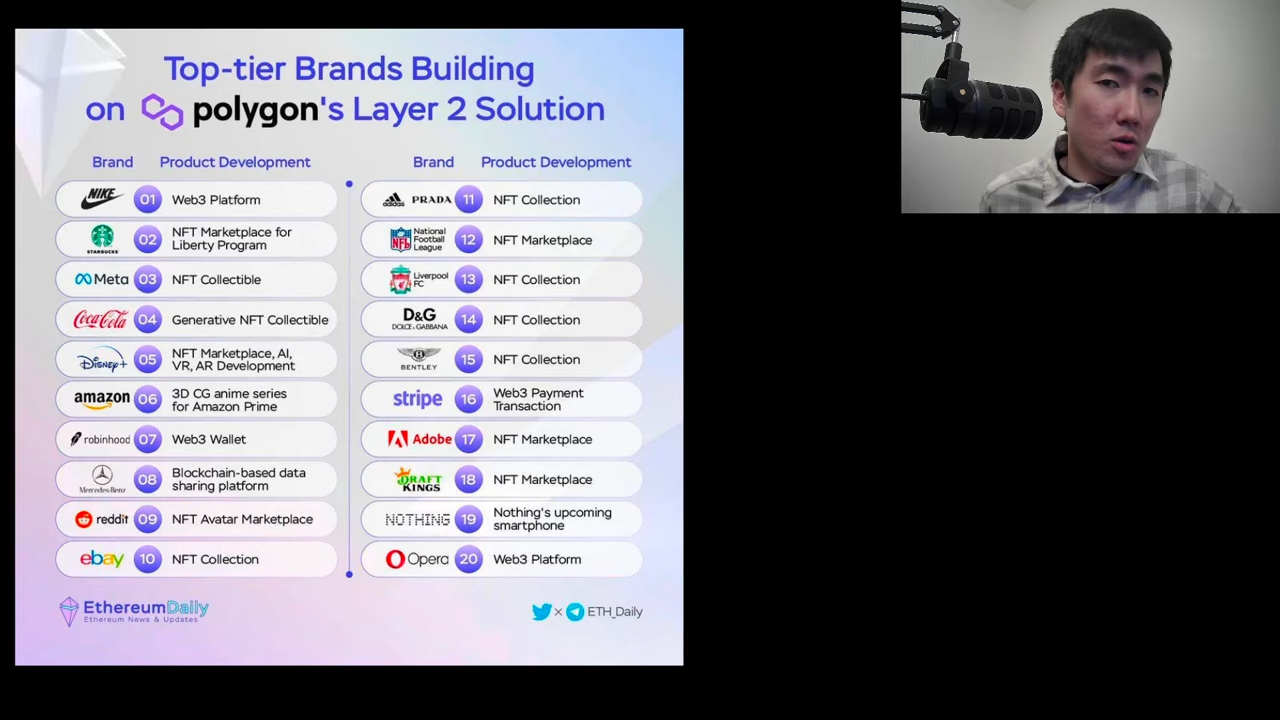 Top-tier Brands Building
on polygon's Layer 2 Solution
Brand Product Development
NIKE 01 Web3 Platform
STARBUCKS 02 NFT Marketplace for
Liberty Program
Meta 03 NFT Collectible
Coca-Cola 04 Generative NFT Collectible
Disney+ 05 NFT Marketplace, AI,
VR, AR Development
amazon 06 3D CG anime series
for Amazon Prime
robinhood 07 Web3 Wallet
Mercedes-Benz 08 Blockchain-based data
sharing platform
reddit 09 NFT Avatar Marketplace
ebay 10 NFT Collection
Brand Product Development
adidas PRADA 11 NFT Collection
NFL National
Football
League 12 NFT Marketplace
Liverpool
FC 13 NFT Collection
D&G
DOLCE & GABBANA 14 NFT Collection
B
BENTLEY 15 NFT Collection
stripe 16 Web3 Payment
Transaction
Adobe 17 NFT Marketplace
DRAFT
KINGS 18 NFT Marketplace
NOTHING 19 Nothing's upcoming
smartphone
Opera 20 Web3 Platform
EthereumDaily
Ethereum News & Updates
× ETH_Daily